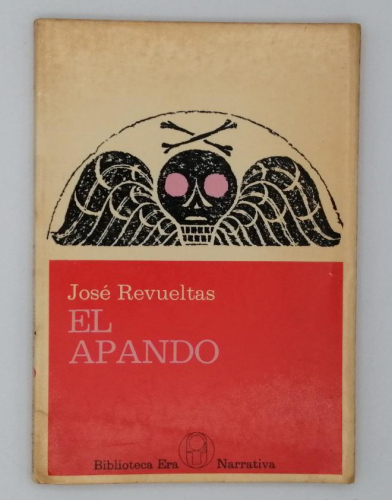 José Revueltas
EL
APANDO
Biblioteca Era Narrativa